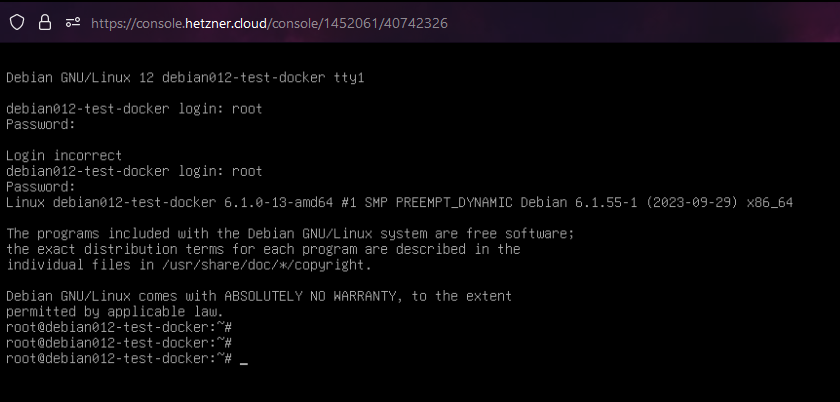 https://console.hetzner.cloud/console/1452061/40742326
Debian GNU/Linux 12 debian012-test-docker tty1
debian012-test-docker login: root
Password:
Login incorrect
debian012-test-docker login: root
Password:
Linux debian012-test-docker 6.1.0-13-amd64 #1 SMP PREEMPT_DYNAMIC Debian 6.1.55-1 (2023-09-29) x86_64
The programs included with the Debian GNU/Linux system are free software;
the exact distribution terms for each program are described in the
individual files in /usr/share/doc/*/copyright.
Debian GNU/Linux comes with ABSOLUTELY NO WARRANTY, to the extent
permitted by applicable law.
root@debian012-test-docker:~#
root@debian012-test-docker:~#
root@debian012-test-docker:~# _